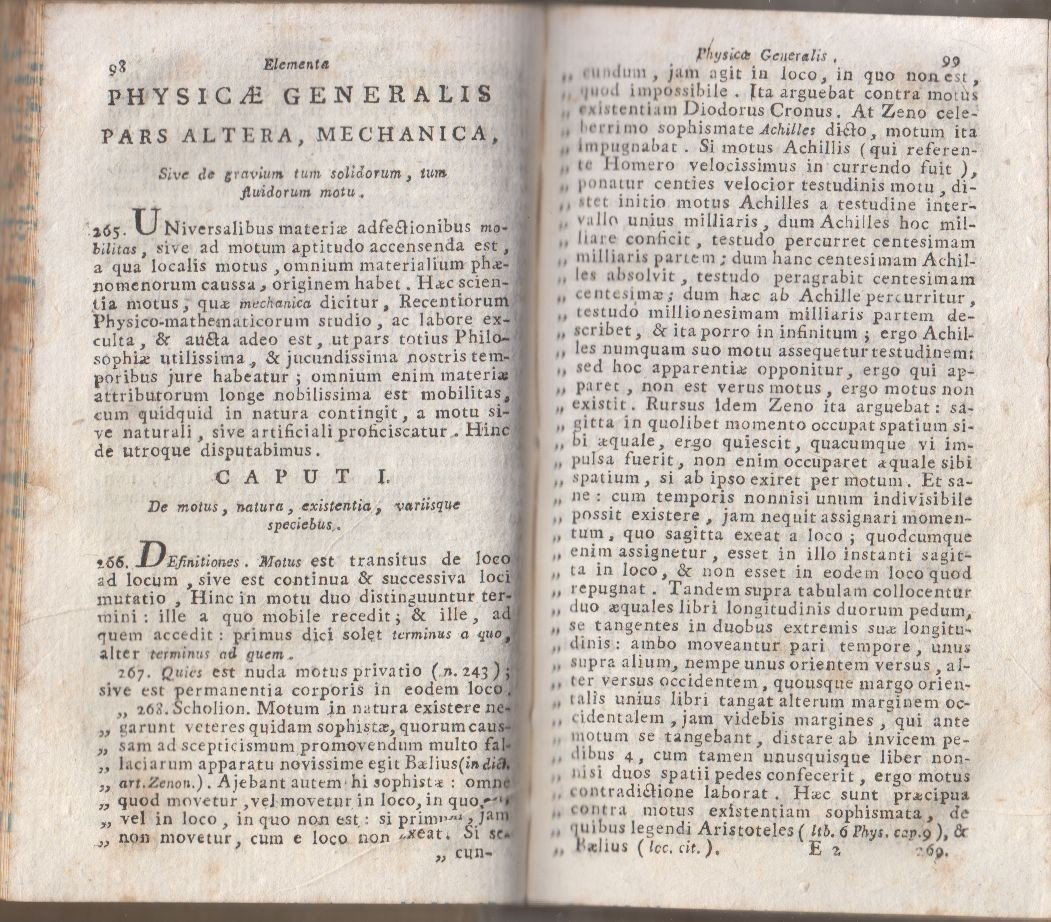 98 Elementa
PHYSICÆ GENERALIS
PARS ALTERA, MECHANICA,
Sive de gravium tum solidorum, tum
fluidorum motu.
265. UNiversalibus materiæ adfectionibus mo-
bilitas, sive ad motum aptitudo accensenda est,
a qua localis motus, omnium materialium phæ-
nomenorum caussa, originem habet. Hæc scien-
tia motus, quæ mechanica dicitur, Recentiorum
Physico-mathematicorum studio, ac labore ex-
culta, & aucta adeo est, ut pars totius Philo-
sophiæ utilissima, & jucundissima nostris tem-
poribus jure habeatur; omnium enim materiæ
attributorum longe nobilissima est mobilitas,
cum quidquid in natura contingit, a motu si-
ve naturali, sive artificiali proficiscatur. Hinc
de utroque disputabimus.
CAPUT I.
De motus, natura, existentia, variisque
speciebus.
266. DEfinitiones. Motus est transitus de loco
ad locum, sive est continua & successiva loci
mutatio, Hinc in motu duo distinguuntur ter-
mini: ille a quo mobile recedit; & ille, ad
quem accedit: primus dici solet terminus a quo,
alter terminus ad quem.
267. Quies est nuda motus privatio (n. 243);
sive est permanentia corporis in eodem loco.
„ 268. Scholion. Motum in natura existere ne-
„ garunt veteres quidam sophistæ, quorum caus-
„ sam ad scepticismum promovendum multo fal-
„ laciarum apparatu novissime egit Bælius (in dict.
„ art. Zenon.). Ajebant autem hi sophistæ: omne
„ quod movetur, vel movetur in loco, in quo
„ vel in loco, in quo non est: si primum, jam
„ non movetur, cum e loco non exeat. Si se-
„ cun-
Physicæ Generalis. 99
„ cundum, jam agit in loco, in quo non est,
„ quod impossibile. Ita arguebat contra motus
„ existentiam Diodorus Cronus. At Zeno cele-
„ berrimo sophismate Achilles dicto, motum ita
„ impugnabat. Si motus Achillis (qui referen-
„ te Homero velocissimus in currendo fuit),
„ ponatur centies velocior testudinis motu, di-
„ stet initio motus Achilles a testudine inter-
„ vallo unius milliaris, dum Achilles hoc mil-
„ liare conficit, testudo percurret centesimam
„ milliaris partem; dum hanc centesimam Achil-
„ les absolvit, testudo peragrabit centesimam
„ centesimæ; dum hæc ab Achille percurritur,
„ testudo millionesimam milliaris partem de-
„ scribet, & ita porro in infinitum; ergo Achil-
„ les numquam suo motu assequetur testudinem:
„ sed hoc apparentiæ opponitur, ergo qui ap-
„ paret, non est verus motus, ergo motus non
„ existit. Rursus Idem Zeno ita arguebat: sa-
„ gitta in quolibet momento occupat spatium si-
„ bi æquale, ergo quiescit, quacumque vi im-
„ pulsa fuerit, non enim occuparet æquale sibi
„ spatium, si ab ipso exiret per motum. Et sa-
„ ne: cum temporis nonnisi unum indivisibile
„ possit existere, jam nequit assignari momen-
„ tum, quo sagitta exeat a loco; quodcumque
„ enim assignetur, esset in illo instanti sagit-
„ ta in loco, & non esset in eodem loco quod
„ repugnat. Tandem supra tabulam collocentur
„ duo æquales libri longitudinis duorum pedum,
„ se tangentes in duobus extremis suæ longitu-
„ dinis: ambo moveantur pari tempore, unus
„ supra alium, nempe unus orientem versus, al-
„ ter versus occidentem, quousque margo orien-
„ talis unius libri tangat alterum marginem oc-
„ cidentalem, jam videbis margines, qui ante
„ motum se tangebant, distare ab invicem pe-
„ dibus 4, cum tamen unusquisque liber non-
„ nisi duos spatii pedes confecerit, ergo motus
„ contradictione laborat. Hæc sunt præcipua
„ contra motus existentiam sophismata, de
„ quibus legendi Aristoteles (lib. 6 Phys. cap. 9), &
„ Bælius (loc. cit.).
E 2 269.